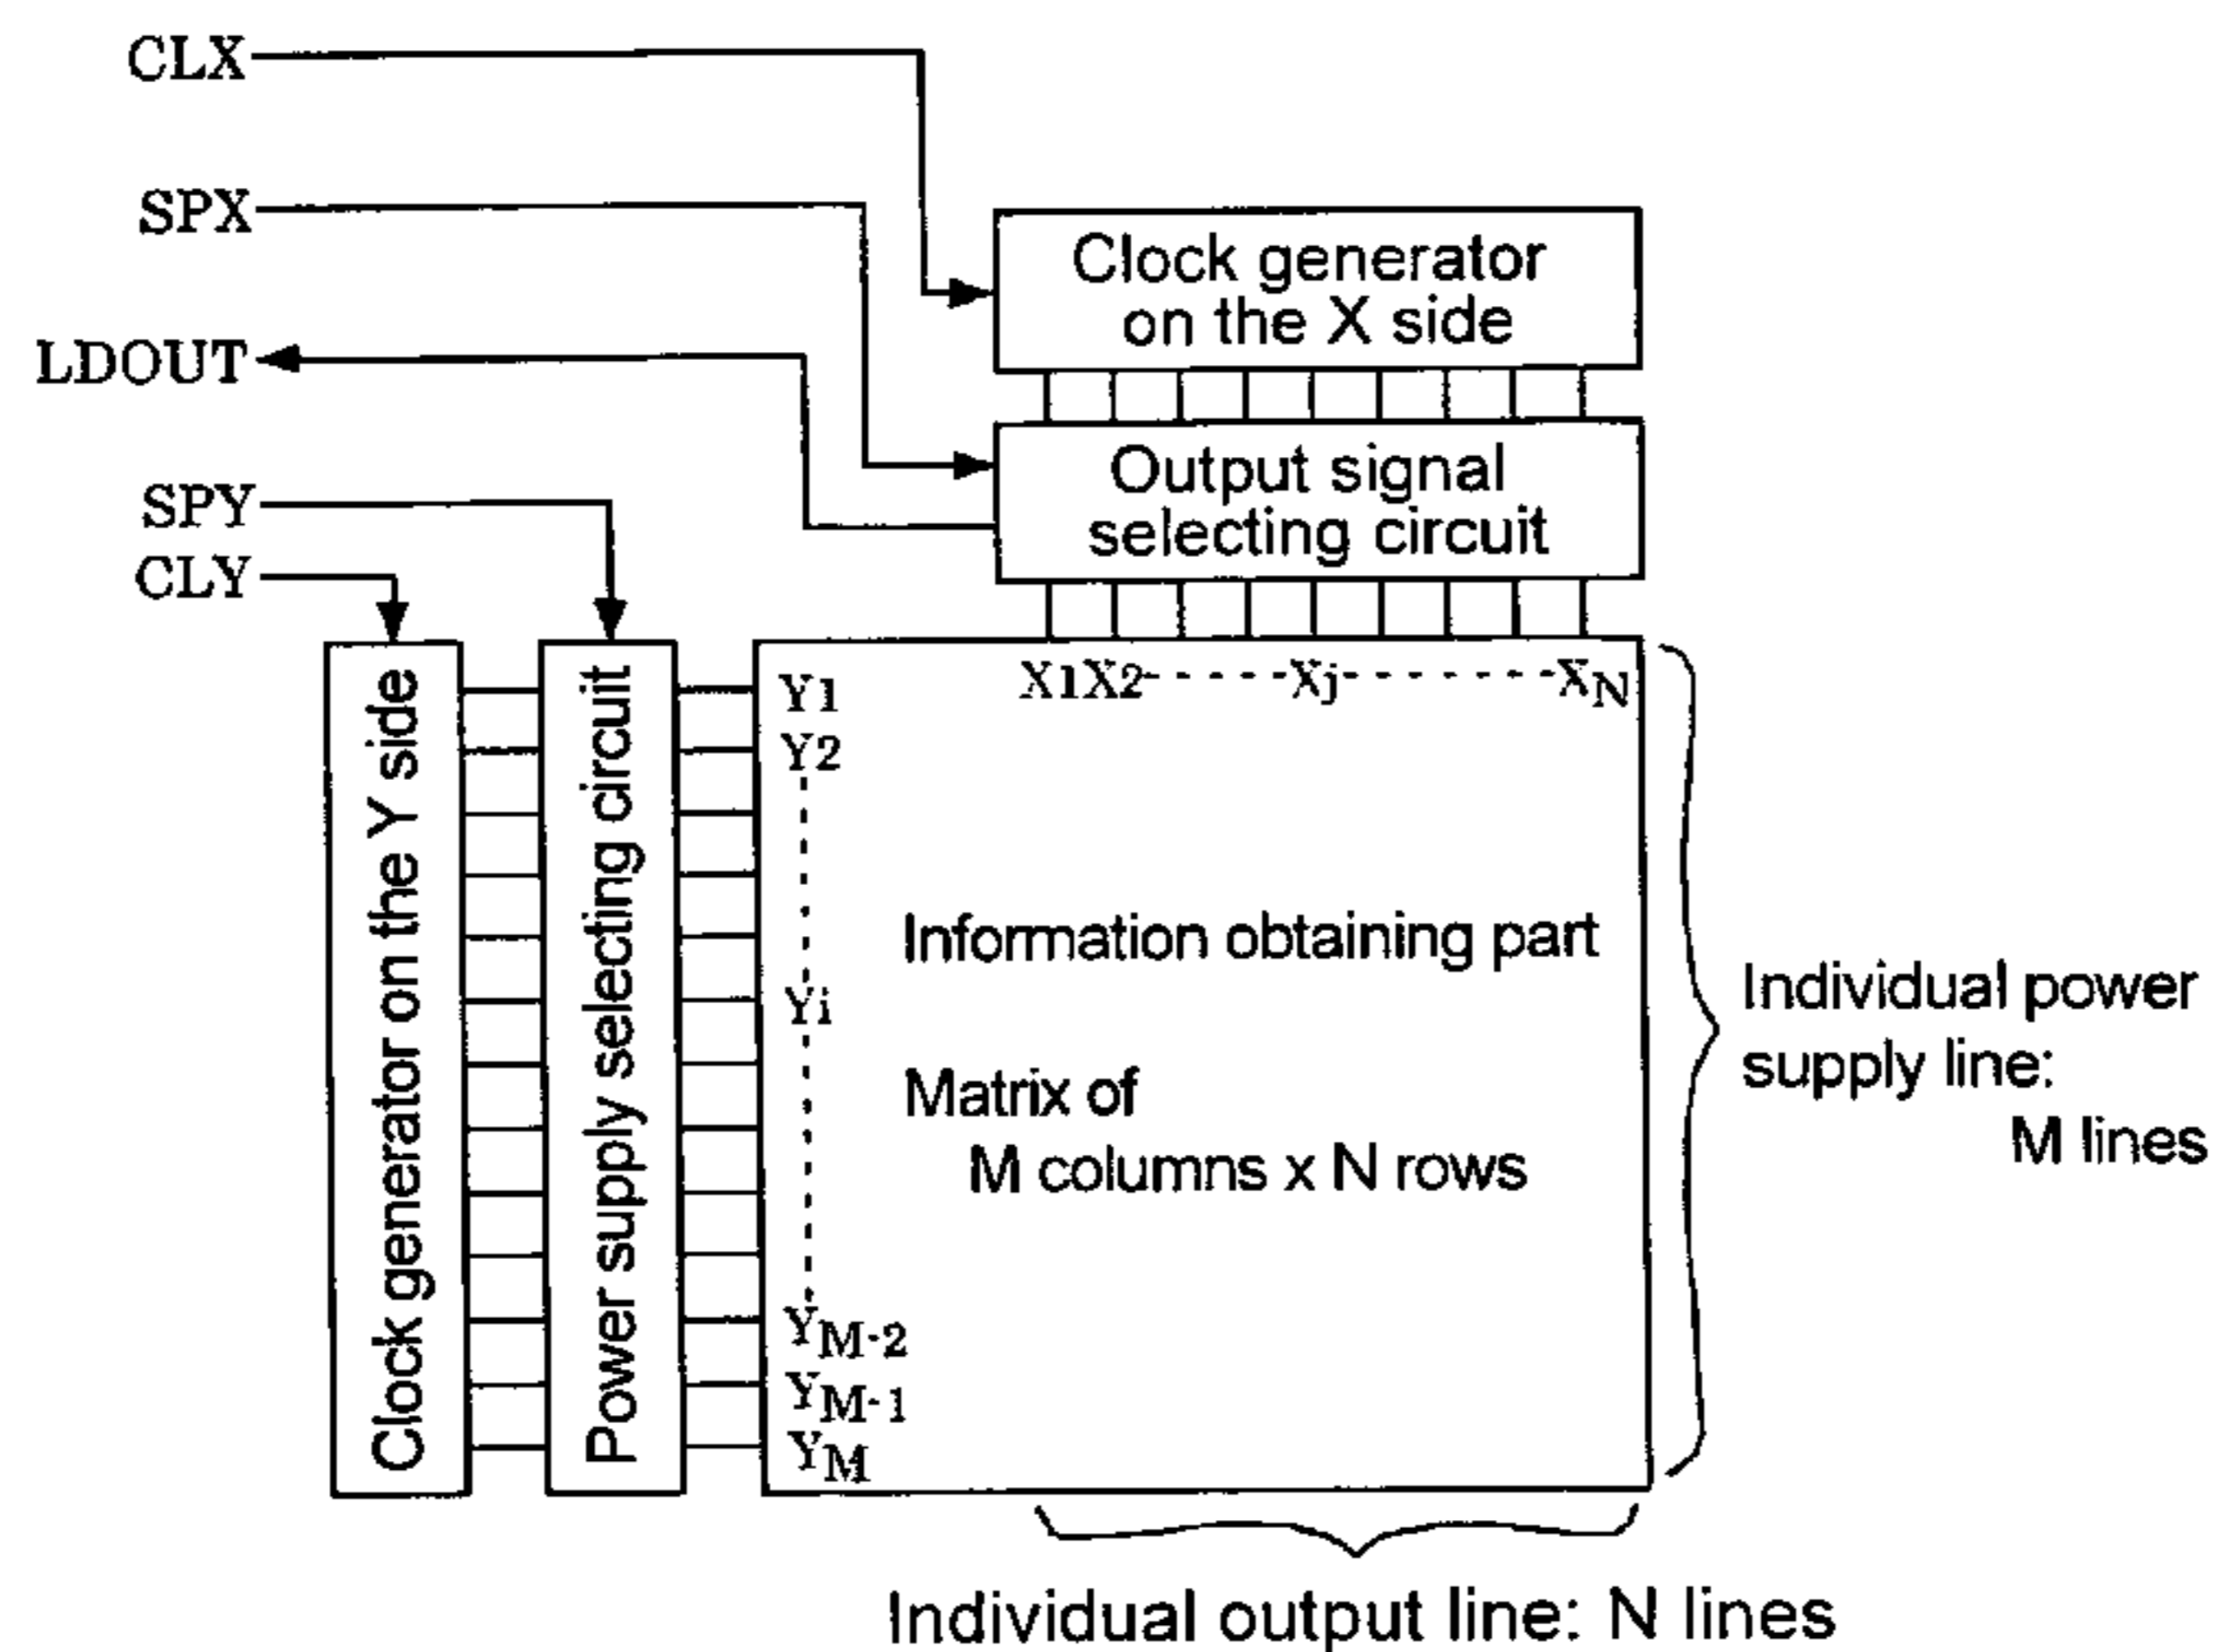 CLX
SPX
LDOUT
SPY
CLY
Clock generator
on the X side
Output signal
selecting circuit
Clock generator on the Y side
Power supply selecting circuit
X1X2-----Xj-------XN
Y1
Y2
Yi
YM-2
YM-1
YM
Information obtaining part
Matrix of
M columns x N rows
Individual power
supply line:
M lines
Individual output line: N lines